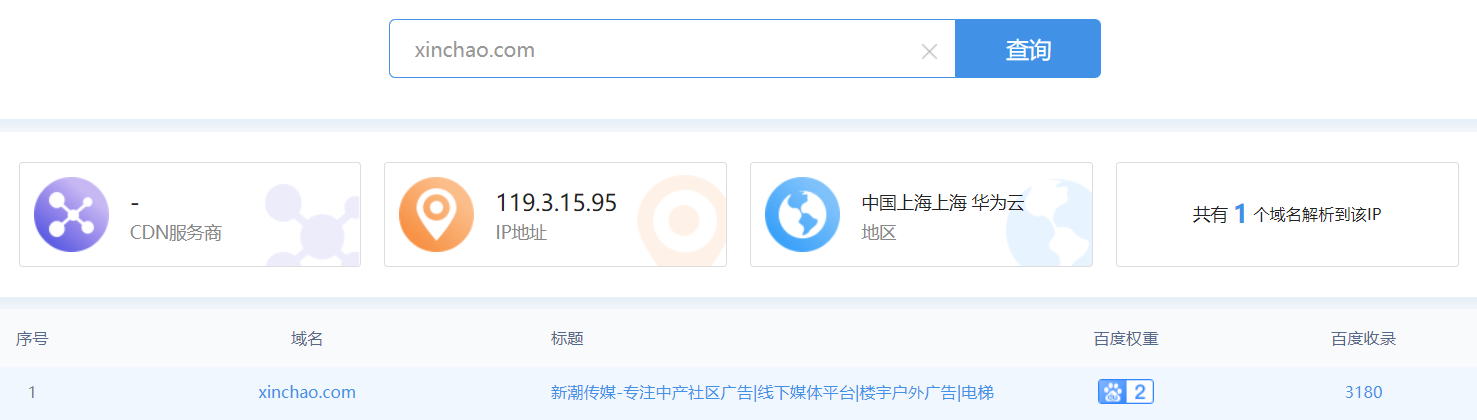 xinchao.com
查询
-
CDN服务商
119.3.15.95
IP地址
中国上海上海 华为云
地区
共有 1 个域名解析到该IP
序号 域名 标题 百度权重 百度收录
1 xinchao.com 新潮传媒-专注中产社区广告|线下媒体平台|楼宇户外广告|电梯 2 3180